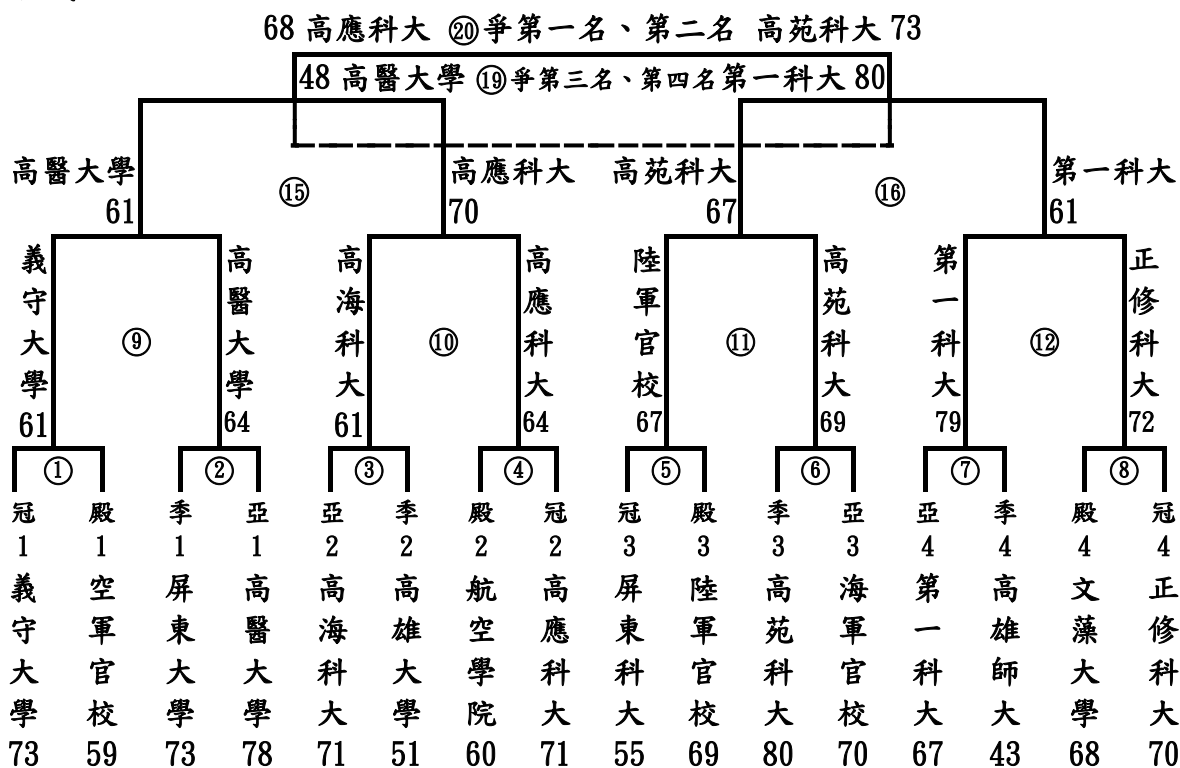 68 高應科大 ⑳爭第一名、第二名 高苑科大 73
48 高醫大學 ⑲爭第三名、第四名 第一科大 80
高醫大學 高應科大 高苑科大 第一科大
⑮ ⑯
61 70 67 61
義守大學 高醫大學 高海科大 高應科大 陸軍官校 高苑科大 第一科大 正修科大
⑨ ⑩ ⑪ ⑫
61 64 61 64 67 69 79 72
① ② ③ ④ ⑤ ⑥ ⑦ ⑧
冠 殿 季 亞 亞 季 殿 冠 冠 殿 季 亞 亞 季 殿 冠
1 1 1 1 2 2 2 2 3 3 3 3 4 4 4 4
義守大學 空軍官校 屏東大學 高醫大學 高海科大 高雄大學 航空學院 高應科大 屏東科大 陸軍官校 高苑科大 海軍官校 第一科大 高雄師大 文藻大學 正修科大
73 59 73 78 71 51 60 71 55 69 80 70 67 43 68 70